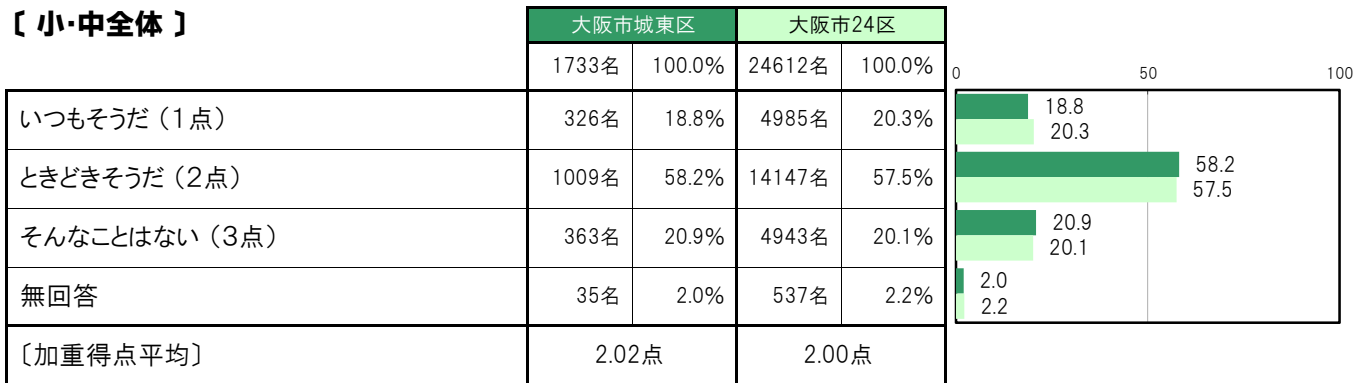 〔 小・中全体 〕
大阪市城東区 大阪市24区
1733名 100.0% 24612名 100.0%
0 50 100
いつもそうだ（1点） 326名 18.8% 4985名 20.3%
18.8
20.3
ときどきそうだ（2点） 1009名 58.2% 14147名 57.5%
58.2
57.5
そんなことはない（3点） 363名 20.9% 4943名 20.1%
20.9
20.1
無回答 35名 2.0% 537名 2.2%
2.0
2.2
〔加重得点平均〕 2.02点 2.00点